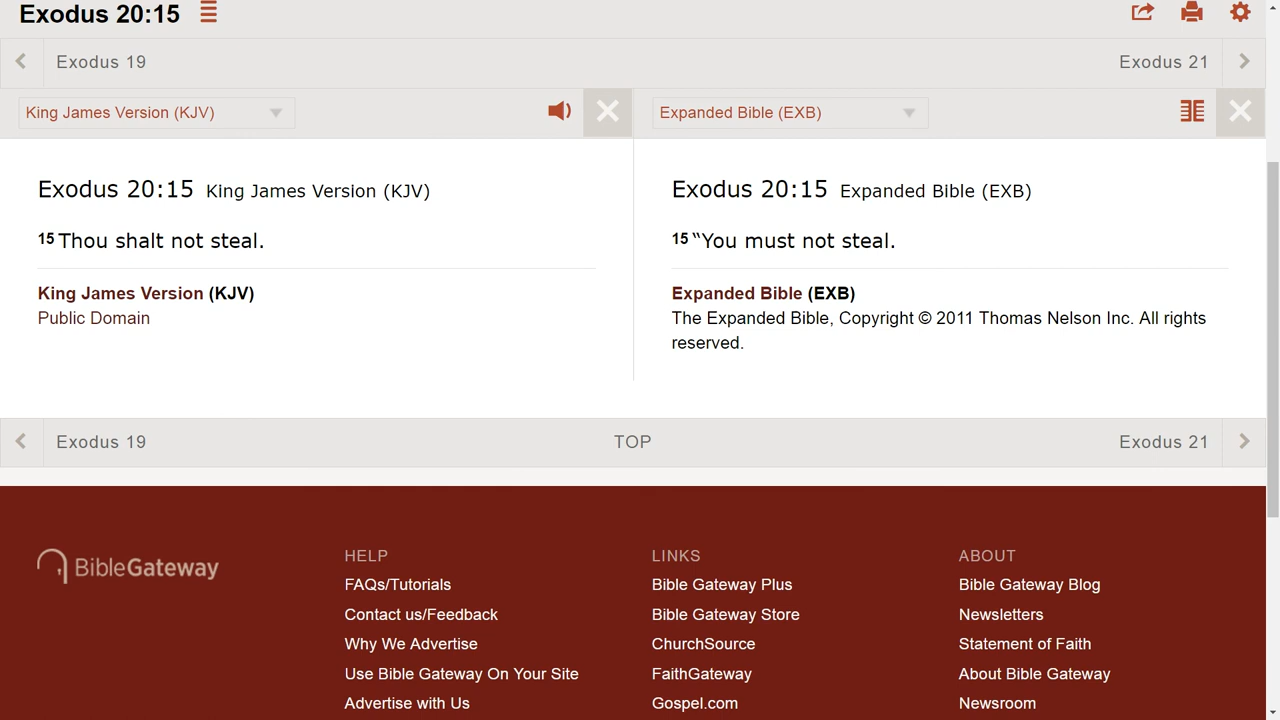 Exodus 20:15
Exodus 19
Exodus 21
King James Version (KJV)
Expanded Bible (EXB)
Exodus 20:15 King James Version (KJV)
15 Thou shalt not steal.
King James Version (KJV)
Public Domain
Exodus 20:15 Expanded Bible (EXB)
15 “You must not steal.
Expanded Bible (EXB)
The Expanded Bible, Copyright © 2011 Thomas Nelson Inc. All rights
reserved.
Exodus 19
TOP
Exodus 21
BibleGateway
HELP
FAQs/Tutorials
Contact us/Feedback
Why We Advertise
Use Bible Gateway On Your Site
Advertise with Us
LINKS
Bible Gateway Plus
Bible Gateway Store
ChurchSource
FaithGateway
Gospel.com
ABOUT
Bible Gateway Blog
Newsletters
Statement of Faith
About Bible Gateway
Newsroom